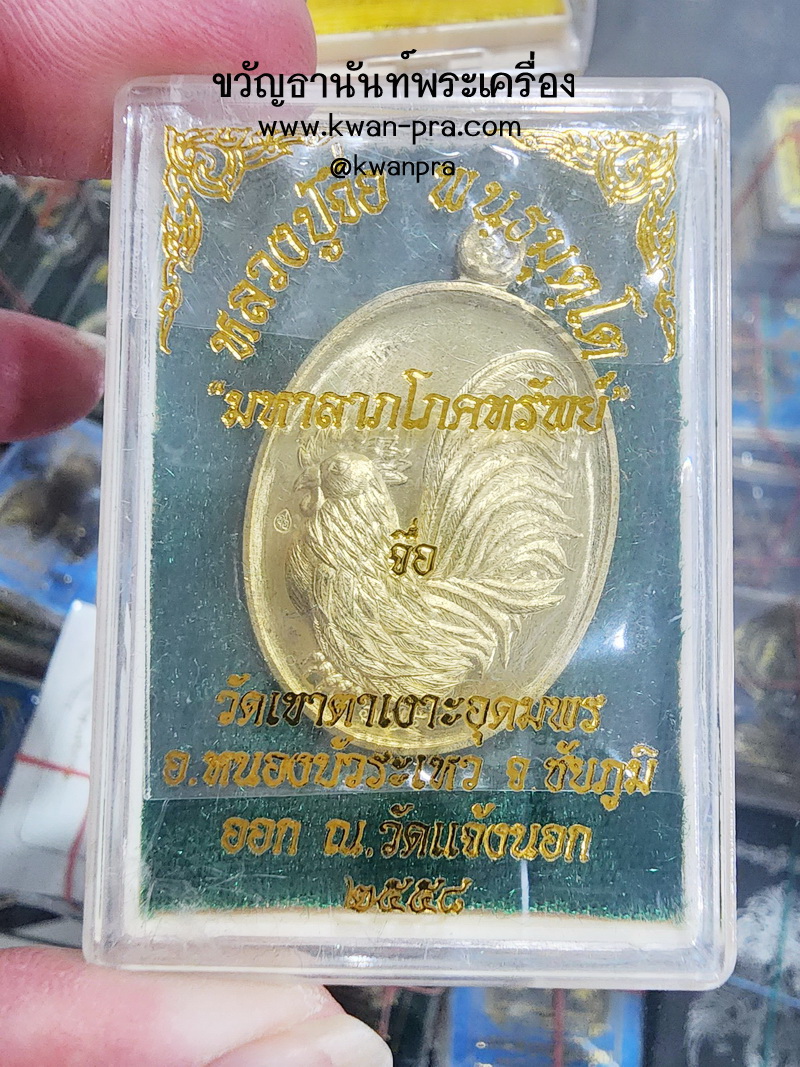 ขวัญธานันท์พระเครื่อง
www.kwan-pra.com
@kwanpra
หลวงปู่จื่อ พนฺธมุตฺโต
"มหาลาภโภคทรัพย์"
จื่อ
วัดเขาตาเงาะอุดมพร
อ.หนองบัวระเหว จ ชัยภูมิ
ออก ณ.วัดแจ้งนอก
๒๕๕๘